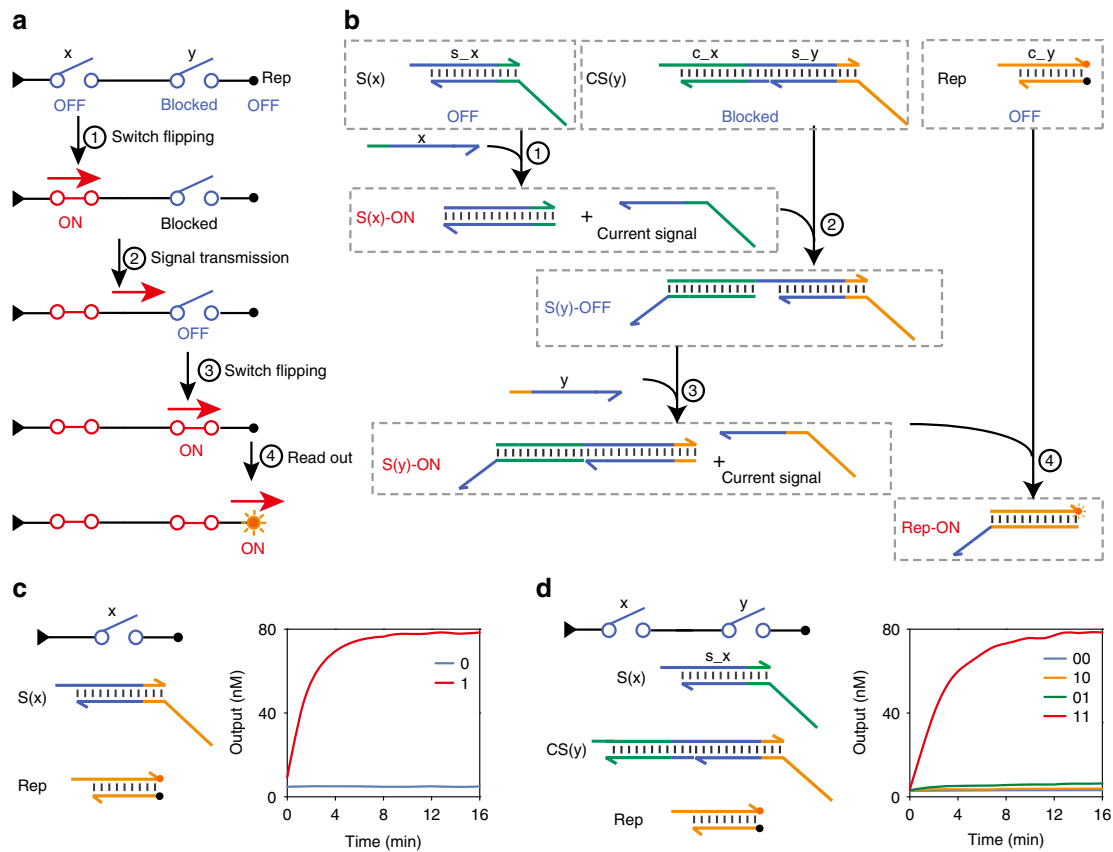 a
x
y
Rep
OFF
Blocked
OFF
1 Switch flipping
ON
Blocked
2 Signal transmission
OFF
3 Switch flipping
ON
4 Read out
ON
b
S(x)
s_x
OFF
CS(y)
c_x
s_y
Blocked
Rep
c_y
OFF
x
1
S(x)-ON
+
Current signal
2
S(y)-OFF
y
3
S(y)-ON
+
Current signal
4
Rep-ON
c
x
S(x)
Rep
Output (nM)
80
40
0
0
1
0 4 8 12 16
Time (min)
d
x
y
s_x
S(x)
CS(y)
Rep
Output (nM)
80
40
0
00
10
01
11
0 4 8 12 16
Time (min)